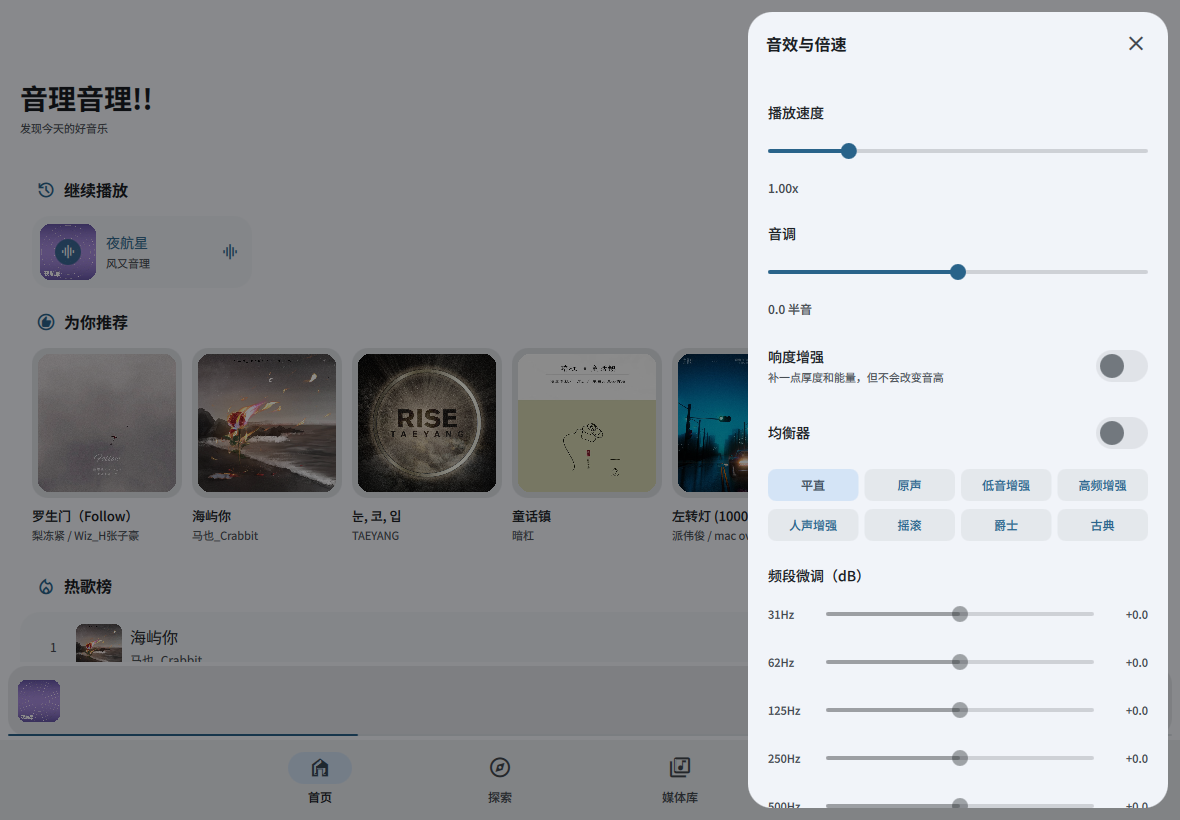 音理音理!!
发现今天的好音乐
继续播放
夜航星
夜航星
风又音理
为你推荐
Follow
RISE
TAEYANG
罗生门（Follow）
梨冻紧 / Wiz_H张子豪
海屿你
马也_Crabbit
눈, 코, 입
TAEYANG
童话镇
暗杠
左转灯 (1000
派伟俊 / mac ov
热歌榜
1
海屿你
马也_Crabbit
首页
探索
媒体库
音效与倍速
播放速度
1.00x
音调
0.0 半音
响度增强
补一点厚度和能量，但不会改变音高
均衡器
平直
原声
低音增强
高频增强
人声增强
摇滚
爵士
古典
频段微调（dB）
31Hz +0.0
62Hz +0.0
125Hz +0.0
250Hz +0.0
500Hz +0.0